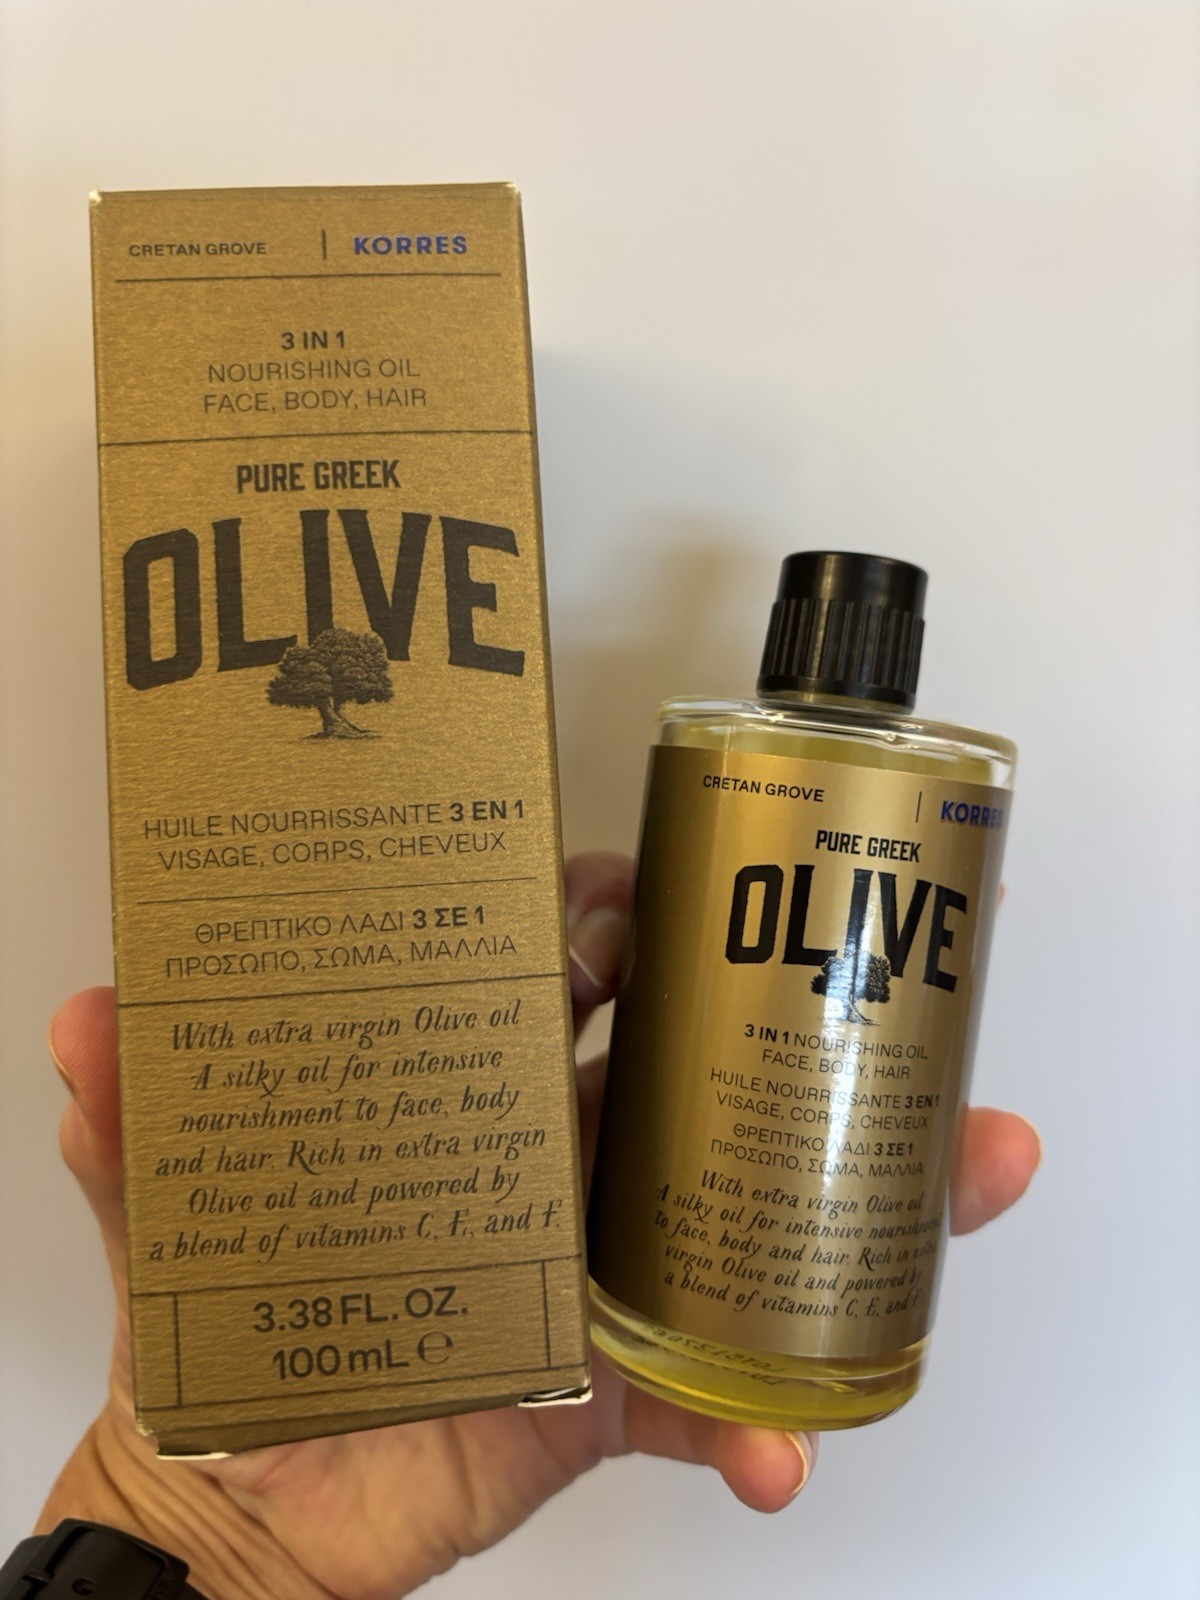 CRETAN GROVE | KORRES
3 IN 1
NOURISHING OIL
FACE, BODY, HAIR
PURE GREEK
OLIVE
HUILE NOURRISSANTE 3 EN 1
VISAGE, CORPS, CHEVEUX
ΘΡΕΠΤΙΚΟ ΛΑΔΙ 3 ΣΕ 1
ΠΡΟΣΩΠΟ, ΣΩΜΑ, ΜΑΛΛΙΑ
With extra virgin Olive oil
A silky oil for intensive
nourishment to face, body
and hair. Rich in extra virgin
Olive oil and powered by
a blend of vitamins C, E, and F.
3.38 FL. OZ.
100 mL ℮
CRETAN GROVE | KORRES
PURE GREEK
OLIVE
3 IN 1 NOURISHING OIL
FACE, BODY, HAIR
HUILE NOURRISSANTE 3 EN 1
VISAGE, CORPS, CHEVEUX
ΘΡΕΠΤΙΚΟ ΛΑΔΙ 3 ΣΕ 1
ΠΡΟΣΩΠΟ, ΣΩΜΑ, ΜΑΛΛΙΑ
With extra virgin Olive oil
A silky oil for intensive nourishment
to face, body and hair. Rich in extra
virgin Olive oil and powered by
a blend of vitamins C, E, and F.